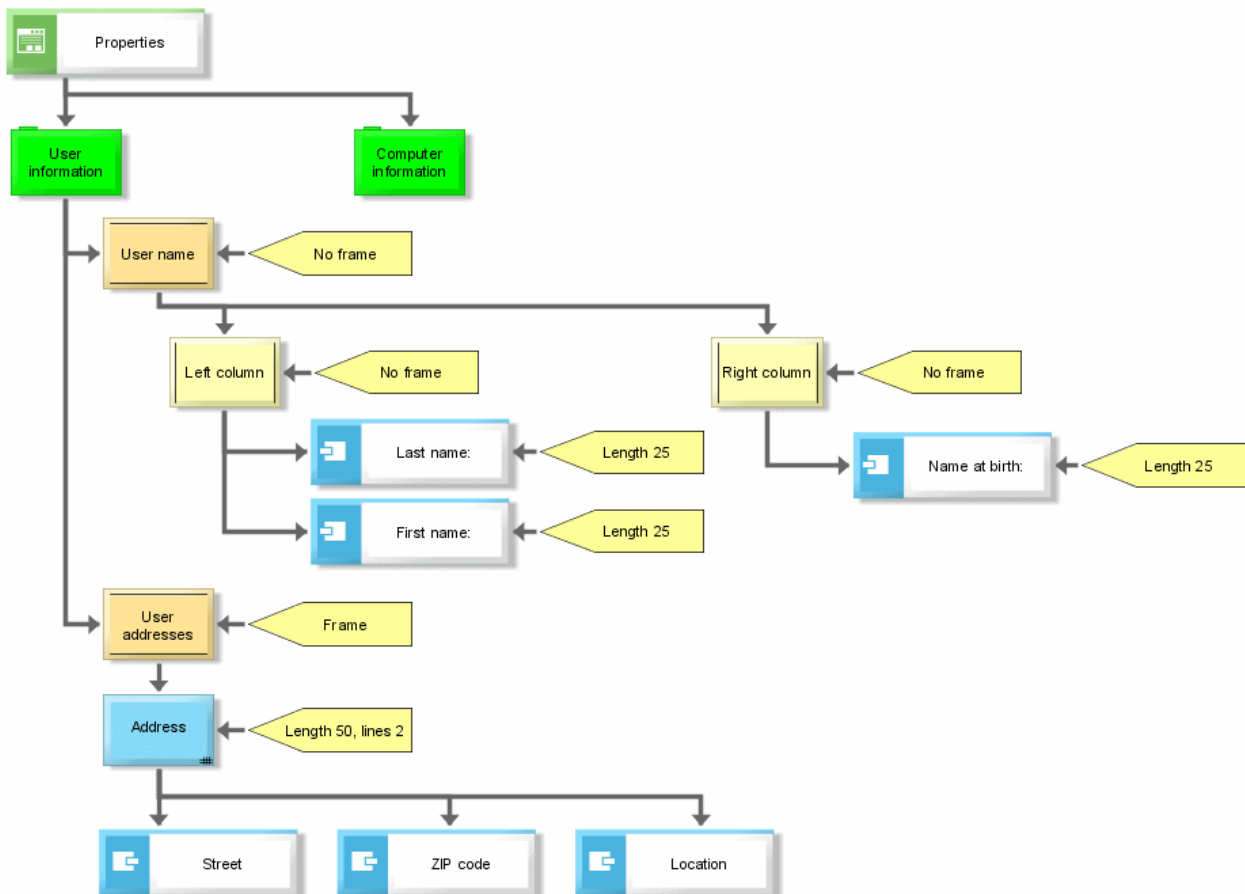 Properties
User
information
Computer
information
User name
No frame
Left column
No frame
Right column
No frame
Last name:
Length 25
Name at birth:
Length 25
First name:
Length 25
User
addresses
Frame
Address
Length 50, lines 2
Street
ZIP code
Location